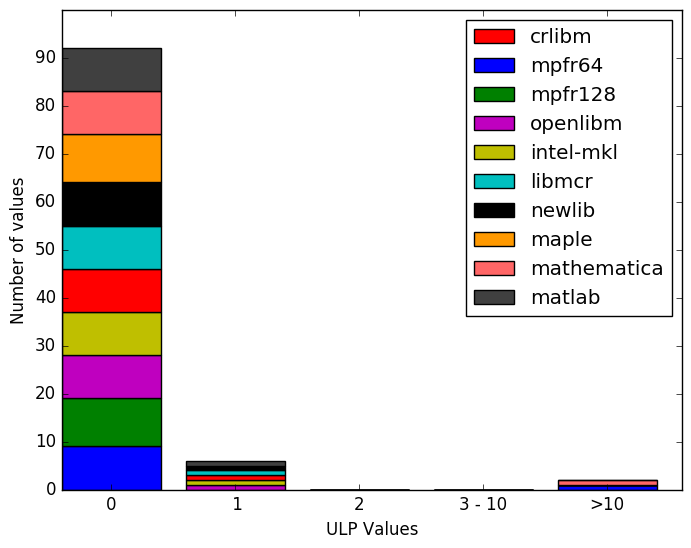 90
80
70
60
50
40
30
20
10
0
Number of values
0 1 2 3 - 10 >10
ULP Values
crlibm
mpfr64
mpfr128
openlibm
intel-mkl
libmcr
newlib
maple
mathematica
matlab